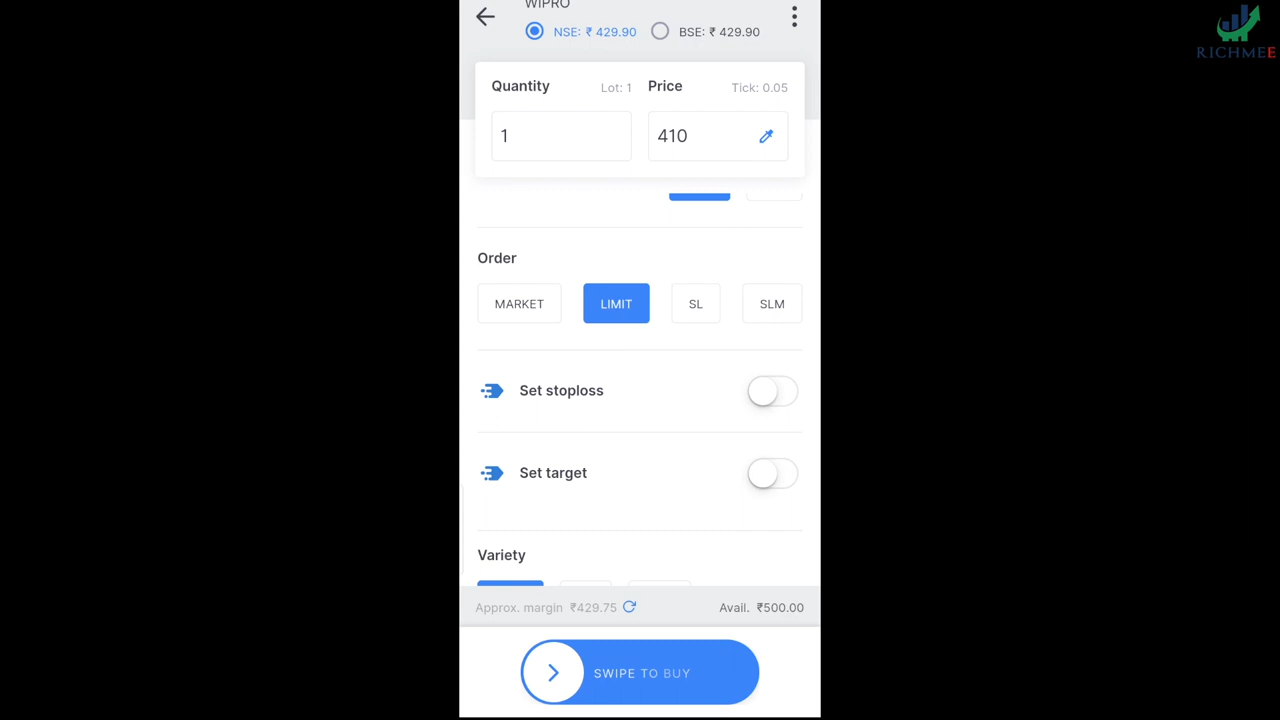 WIPRO
NSE: ₹ 429.90 BSE: ₹ 429.90
RICHMEE
Quantity Lot: 1 Price Tick: 0.05
1 410
Order
MARKET LIMIT SL SLM
Set stoploss
Set target
Variety
Approx. margin ₹429.75 Avail. ₹500.00
SWIPE TO BUY